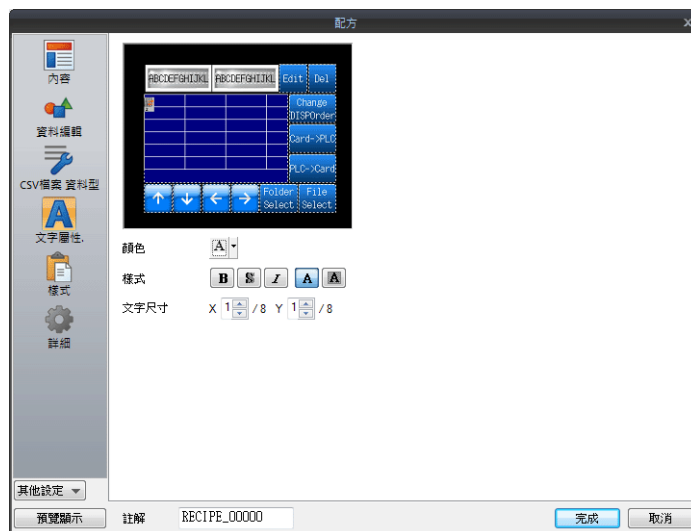 配方
內容
資料編輯
CSV檔案 資料型
文字屬性.
樣式
詳細
其他設定
預覽顯示
ABCDEFGHIJKL ABCDEFGHIJKL Edit Del
Change
DISPOrder
Card->PLC
PLC->Card
Folder
Select
File
Select
顏色 A
樣式 B S I A A
文字尺寸 X 1 / 8 Y 1 / 8
註解 RECIPE_00000
完成 取消